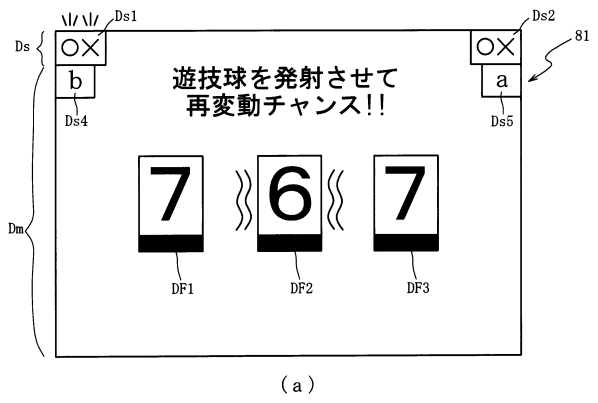 Ds1
Ds2
Ds
○×
○×
81
b
a
Ds4
Ds5
遊技球を発射させて
再変動チャンス!!
7
6
7
Dm
DF1
DF2
DF3
(a)